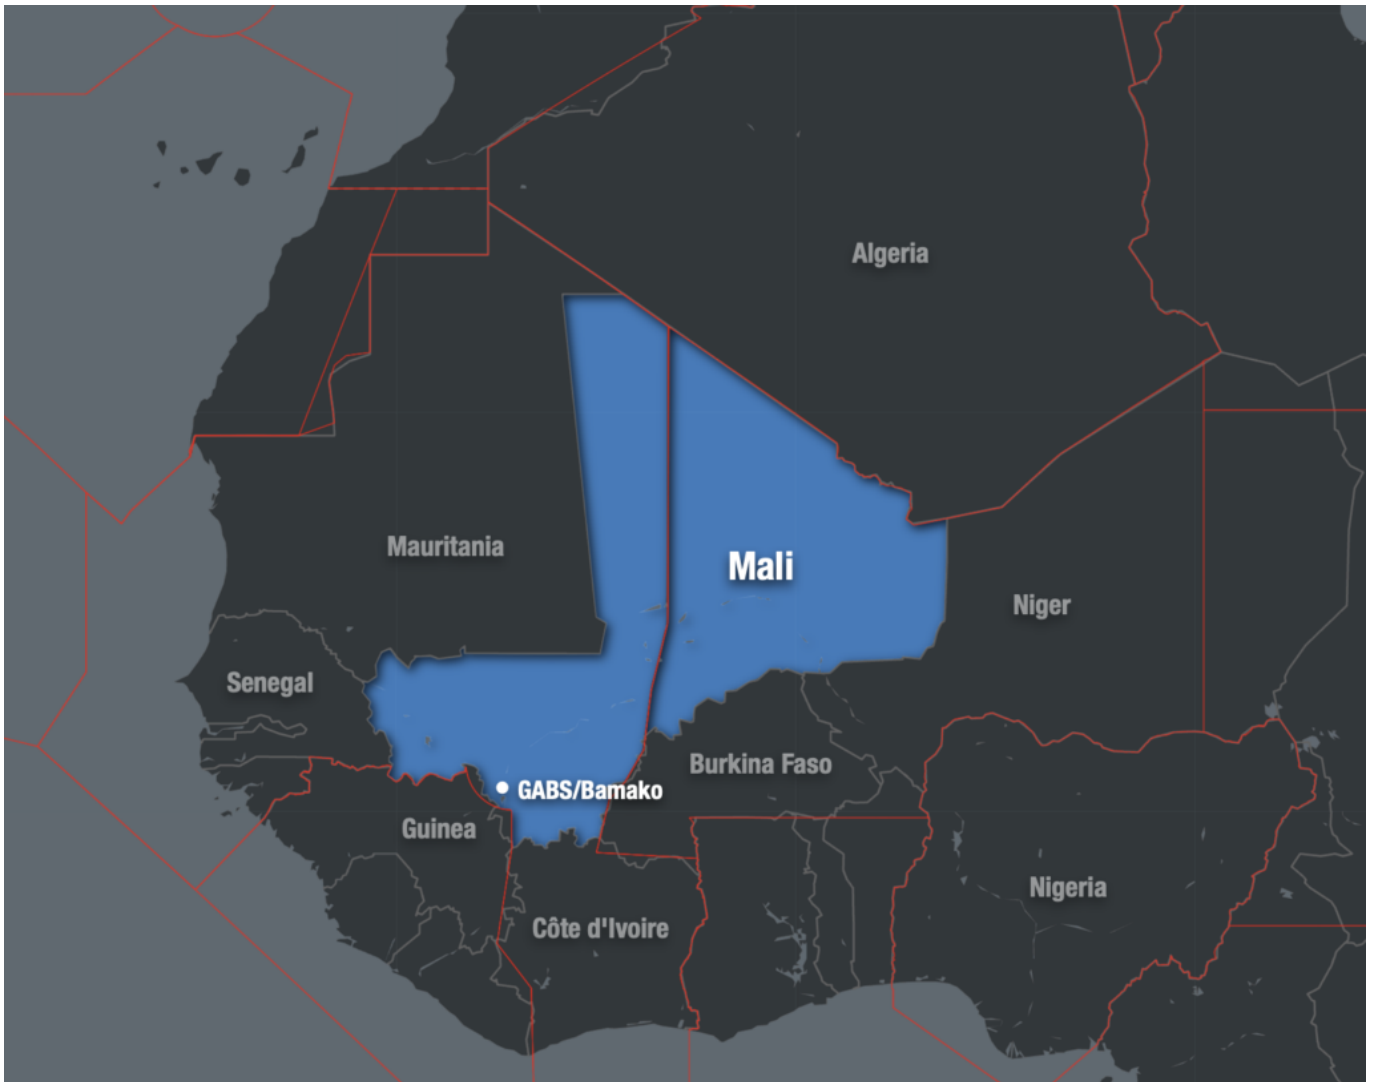 Algeria
Mauritania
Mali
Niger
Senegal
Burkina Faso
GABS/Bamako
Guinea
Nigeria
Côte d'Ivoire